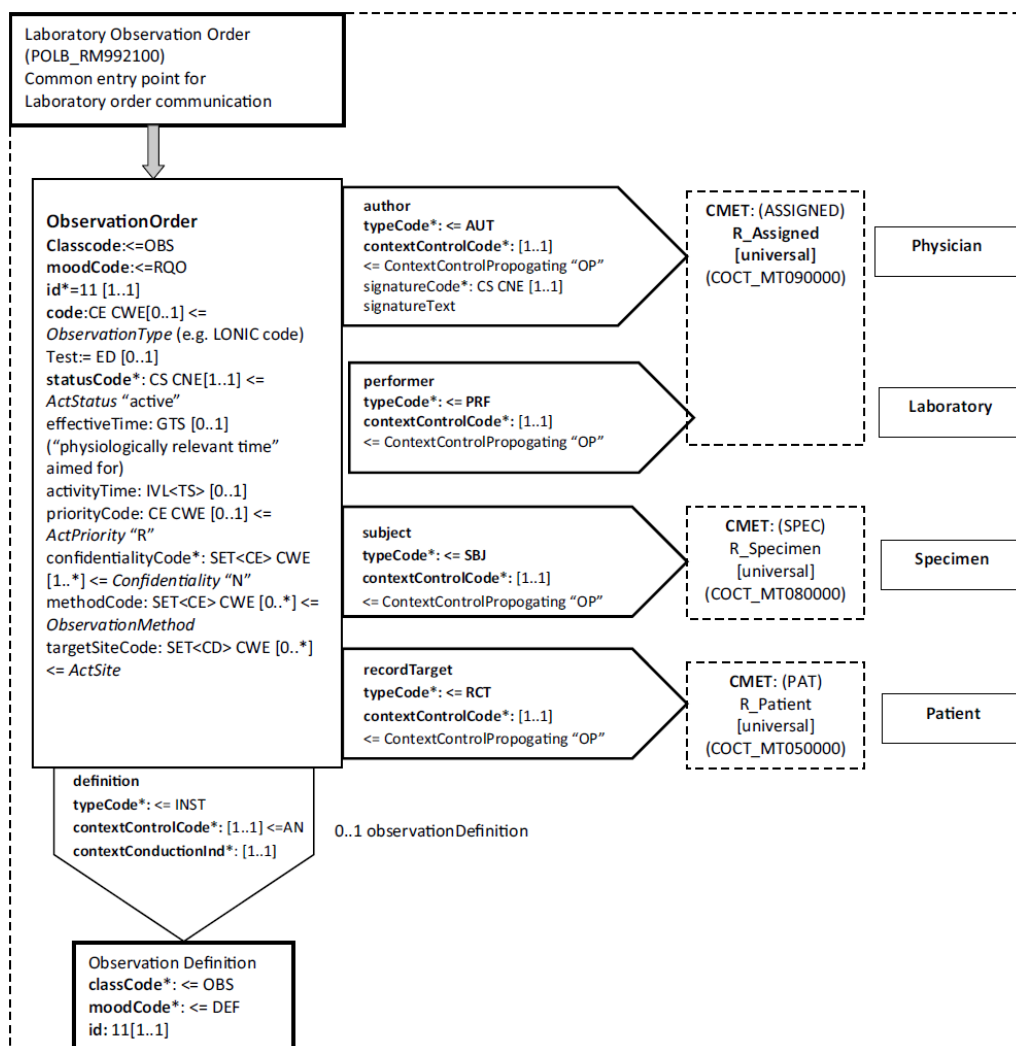 Laboratory Observation Order
(POLB_RM992100)
Common entry point for
Laboratory order communication
ObservationOrder
Classcode:<=OBS
moodCode:<=RQO
id*=11 [1..1]
code:CE CWE[0..1] <=
ObservationType (e.g. LONIC code)
Test:= ED [0..1]
statusCode*: CS CNE[1..1] <=
ActStatus “active”
effectiveTime: GTS [0..1]
(“physiologically relevant time”
aimed for)
activityTime: IVL<TS> [0..1]
priorityCode: CE CWE [0..1] <=
ActPriority “R”
confidentialityCode*: SET<CE> CWE
[1..*] <= Confidentiality “N”
methodCode: SET<CE> CWE [0..*] <=
ObservationMethod
targetSiteCode: SET<CD> CWE [0..*]
<= ActSite
author
typeCode*: <= AUT
contextControlCode*: [1..1]
<= ContextControlPropogating “OP”
signatureCode*: CS CNE [1..1]
signatureText
CMET: (ASSIGNED)
R_Assigned
[universal]
(COCT_MT090000)
Physician
performer
typeCode*: <= PRF
contextControlCode*: [1..1]
<= ContextControlPropogating “OP”
Laboratory
subject
typeCode*: <= SBJ
contextControlCode*: [1..1]
<= ContextControlPropogating “OP”
CMET: (SPEC)
R_Specimen
[universal]
(COCT_MT080000)
Specimen
recordTarget
typeCode*: <= RCT
contextControlCode*: [1..1]
<= ContextControlPropogating “OP”
CMET: (PAT)
R_Patient
[universal]
(COCT_MT050000)
Patient
definition
typeCode*: <= INST
contextControlCode*: [1..1] <=AN
contextConductionInd*: [1..1]
0..1 observationDefinition
Observation Definition
classCode*: <= OBS
moodCode*: <= DEF
id: 11[1..1]